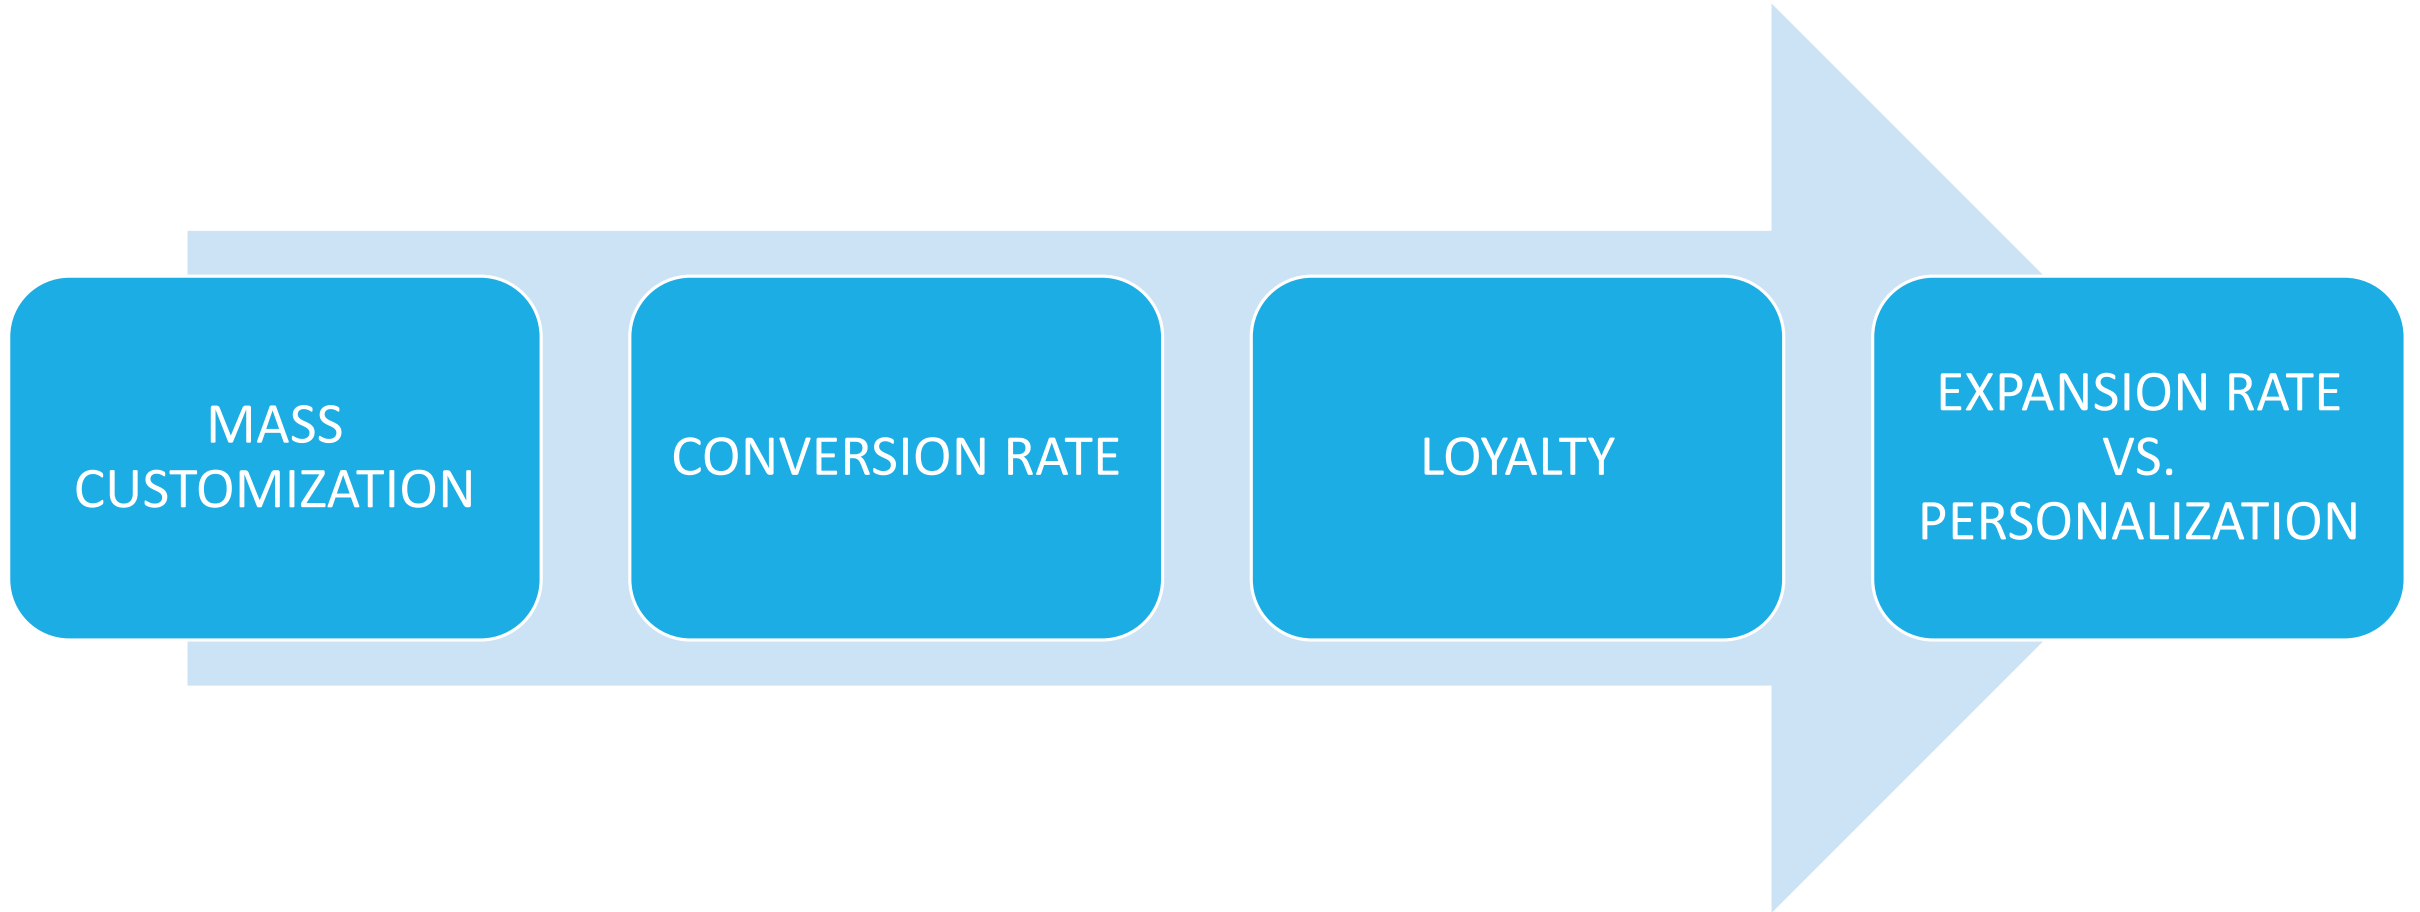 MASS
CUSTOMIZATION
CONVERSION RATE
LOYALTY
EXPANSION RATE
VS.
PERSONALIZATION